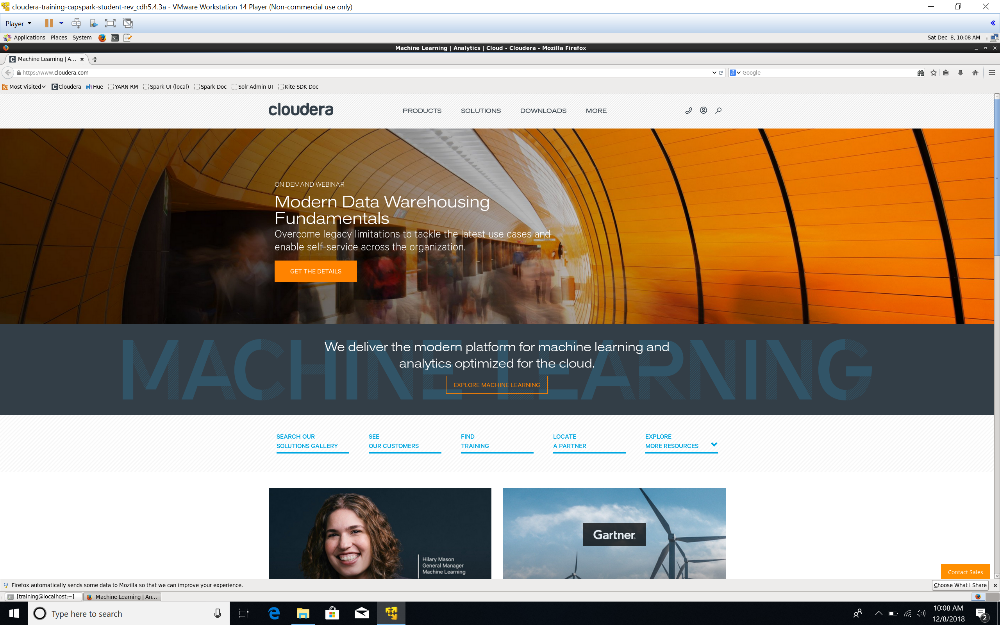 cloudera-training-capspark-student-rev_cdh5.4.3a - VMware Workstation 14 Player (Non-commercial use only)
Player
Applications Places System
Sat Dec 8, 10:08 AM
Machine Learning | Analytics | Cloud - Cloudera - Mozilla Firefox
Machine Learning | A...
https://www.cloudera.com
Google
Most Visited Cloudera Hue YARN RM Spark UI (local) Spark Doc Solr Admin UI Kite SDK Doc
cloudera PRODUCTS SOLUTIONS DOWNLOADS MORE
ON DEMAND WEBINAR
Modern Data Warehousing
Fundamentals
Overcome legacy limitations to tackle the latest use cases and
enable self-service across the organization.
GET THE DETAILS
MACHINE LEARNING
We deliver the modern platform for machine learning and
analytics optimized for the cloud.
EXPLORE MACHINE LEARNING
SEARCH OUR
SOLUTIONS GALLERY
SEE
OUR CUSTOMERS
FIND
TRAINING
LOCATE
A PARTNER
EXPLORE
MORE RESOURCES
Hilary Mason
General Manager
Machine Learning
Gartner
Contact Sales
Firefox automatically sends some data to Mozilla so that we can improve your experience.
Choose What I Share
[training@localhost:~] Machine Learning | An...
Type here to search
10:08 AM
12/8/2018
2